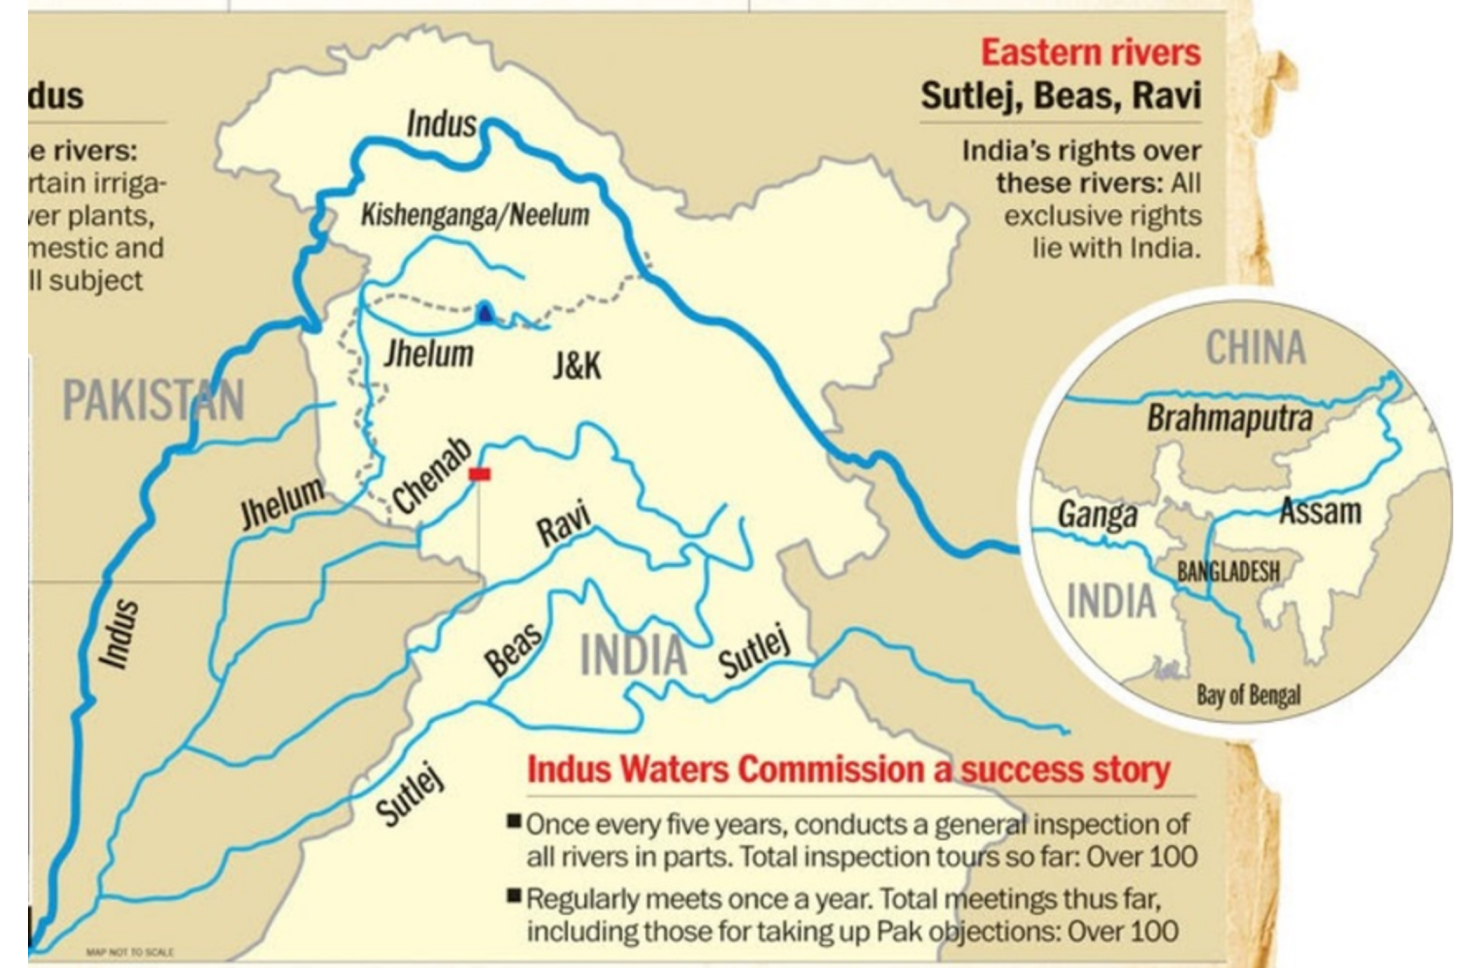 dus
e rivers:
rtain irriga-
ver plants,
mestic and
ll subject
Eastern rivers
Sutlej, Beas, Ravi
India's rights over
these rivers: All
exclusive rights
lie with India.
Indus
Kishenganga/Neelum
Jhelum
J&K
PAKISTAN
Chenab
Jhelum
Ravi
Indus
Beas
INDIA
Sutlej
Sutlej
CHINA
Brahmaputra
Ganga
Assam
BANGLADESH
INDIA
Bay of Bengal
Indus Waters Commission a success story
■ Once every five years, conducts a general inspection of
all rivers in parts. Total inspection tours so far: Over 100
■ Regularly meets once a year. Total meetings thus far,
including those for taking up Pak objections: Over 100
MAP NOT TO SCALE